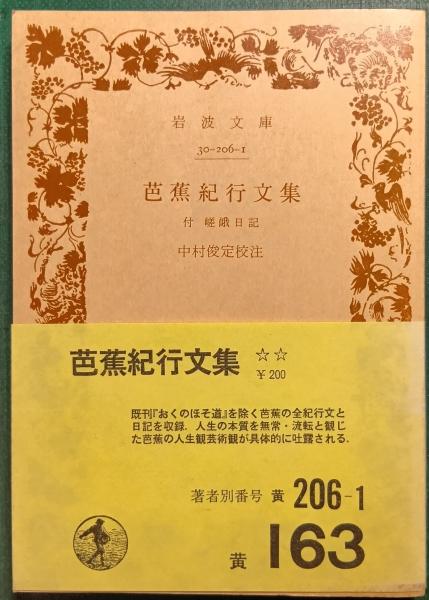 岩波文庫
30-206-1
芭蕉紀行文集
付 嵯峨日記
中村俊定校注
芭蕉紀行文集 ☆☆
￥200
既刊『おくのほそ道』を除く芭蕉の全紀行文と
日記を収録．人生の本質を無常・流転と観じ
た芭蕉の人生観芸術観が具体的に吐露される．
著者別番号 黄 206-1
黄 163